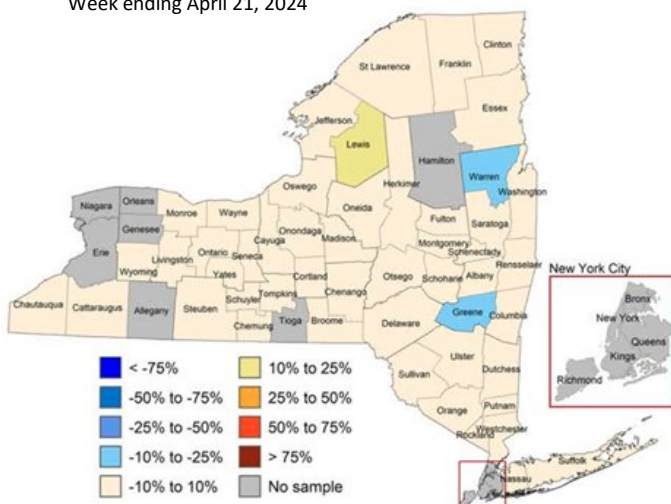 Week ending April 21, 2024
Clinton
St Lawrence
Franklin
Essex
Jefferson
Lewis
Hamilton
Warren
Washington
Herkimer
Oswego
Oneida
Niagara
Orleans
Monroe
Wayne
Fulton
Saratoga
Genesee
Onondaga
Cayuga
Madison
Montgomery
Schenectady
Erie
Wyoming
Livingston
Ontario
Seneca
Yates
Otsego
Schoharie
Albany
Rensselaer
New York City
Cortland
Chenango
Bronx
Chautauqua
Cattaraugus
Allegany
Steuben
Schuyler
Tompkins
Tioga
Broome
Chemung
Delaware
Greene
Columbia
New York
Queens
Kings
Richmond
Ulster
Dutchess
Sullivan
Orange
Putnam
Westchester
Rockland
Suffolk
Nassau
< -75%
-50% to -75%
-25% to -50%
-10% to -25%
-10% to 10%
10% to 25%
25% to 50%
50% to 75%
> 75%
No sample